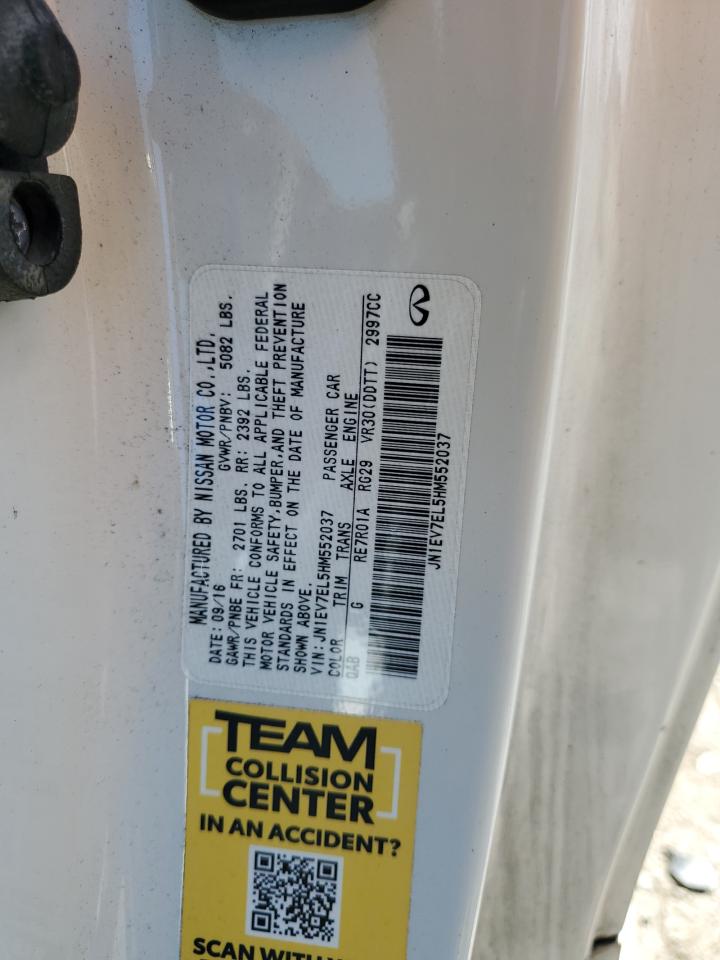 MANUFACTURED BY NISSAN MOTOR CO.,LTD.
DATE: 09/16 GVWR/PNBV: 5082 LBS.
GAWR/PNBE FR: 2701 LBS. RR: 2392 LBS.
THIS VEHICLE CONFORMS TO ALL APPLICABLE FEDERAL
MOTOR VEHICLE SAFETY,BUMPER,AND THEFT PREVENTION
STANDARDS IN EFFECT ON THE DATE OF MANUFACTURE
SHOWN ABOVE.
VIN:JN1EV7EL5HM552037 PASSENGER CAR
COLOR TRIM TRANS AXLE ENGINE
QAB G RE7R01A RG29 VR30(DDTT) 2997CC
JN1EV7EL5HM552037
TEAM
COLLISION
CENTER
IN AN ACCIDENT?
SCAN WITH